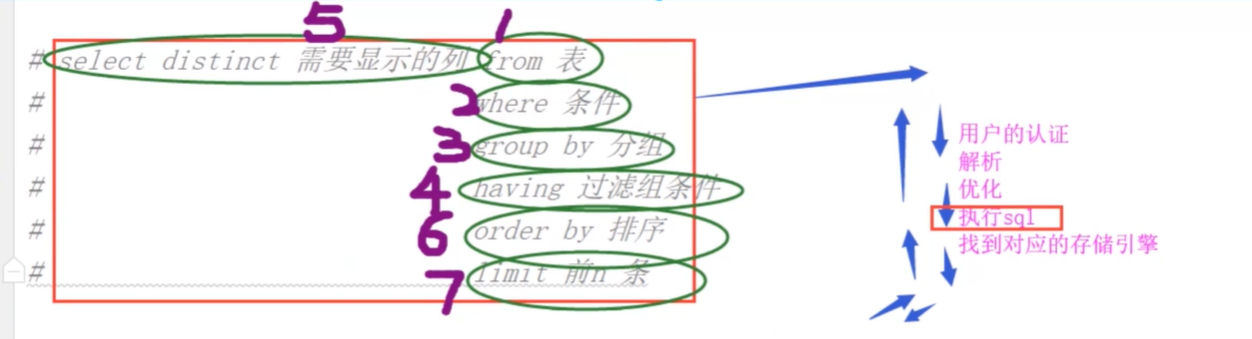 5 1
# select distinct 需要显示的列 from 表
# 2 where 条件
# 3 group by 分组
# 4 having 过滤组条件
# 6 order by 排序
# 7 limit 前n 条
用户的认证
解析
优化
执行sql
找到对应的存储引擎